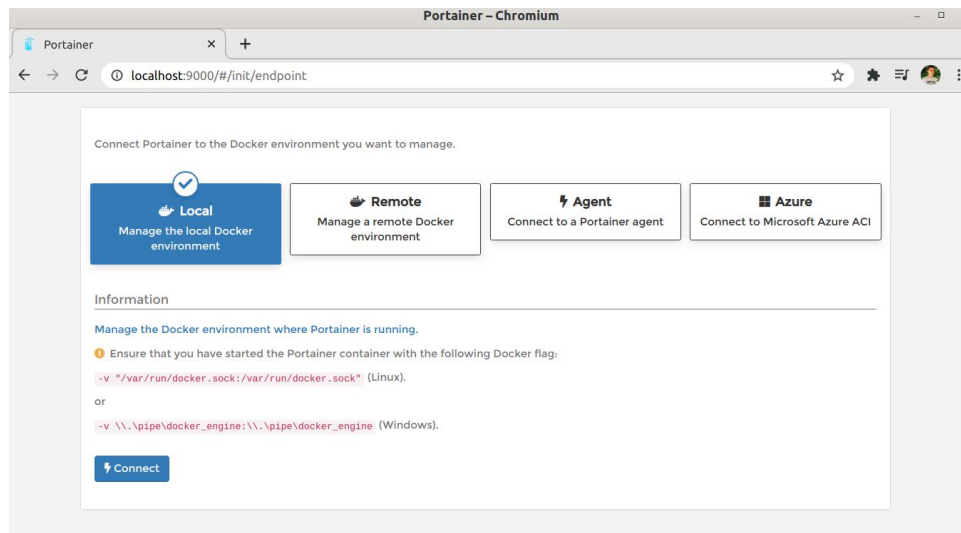 Portainer – Chromium
Portainer
localhost:9000/#/init/endpoint
Connect Portainer to the Docker environment you want to manage.
Local
Manage the local Docker
environment
Remote
Manage a remote Docker
environment
Agent
Connect to a Portainer agent
Azure
Connect to Microsoft Azure ACI
Information
Manage the Docker environment where Portainer is running.
Ensure that you have started the Portainer container with the following Docker flag:
-v "/var/run/docker.sock:/var/run/docker.sock" (Linux).
or
-v \\.\pipe\docker_engine:\\.\pipe\docker_engine (Windows).
Connect